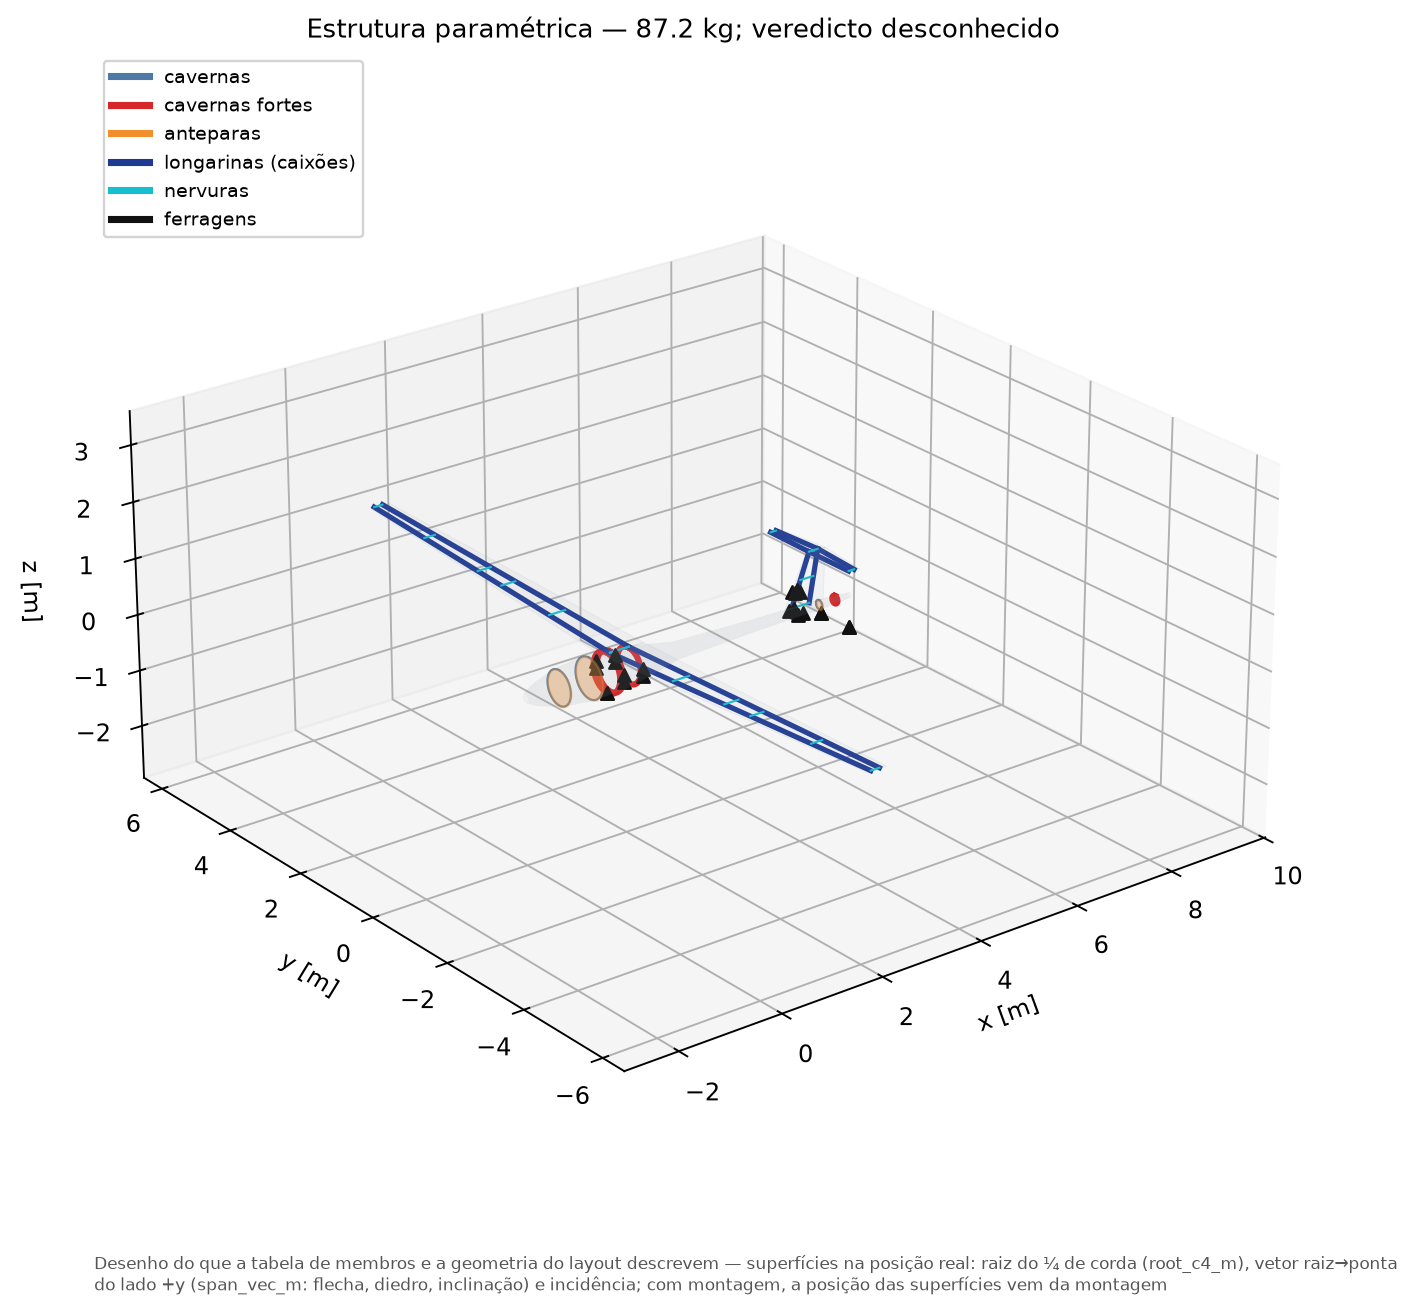 Estrutura paramétrica — 87.2 kg; veredicto desconhecido
cavernas
cavernas fortes
anteparas
longarinas (caixões)
nervuras
ferragens
3
2
1
0
−1
−2
z [m]
6
4
2
0
−2
−4
−6
y [m]
−2
0
2
4
6
8
10
x [m]
Desenho do que a tabela de membros e a geometria do layout descrevem — superfícies na posição real: raiz do ¼ de corda (root_c4_m), vetor raiz→ponta
do lado +y (span_vec_m: flecha, diedro, inclinação) e incidência; com montagem, a posição das superfícies vem da montagem